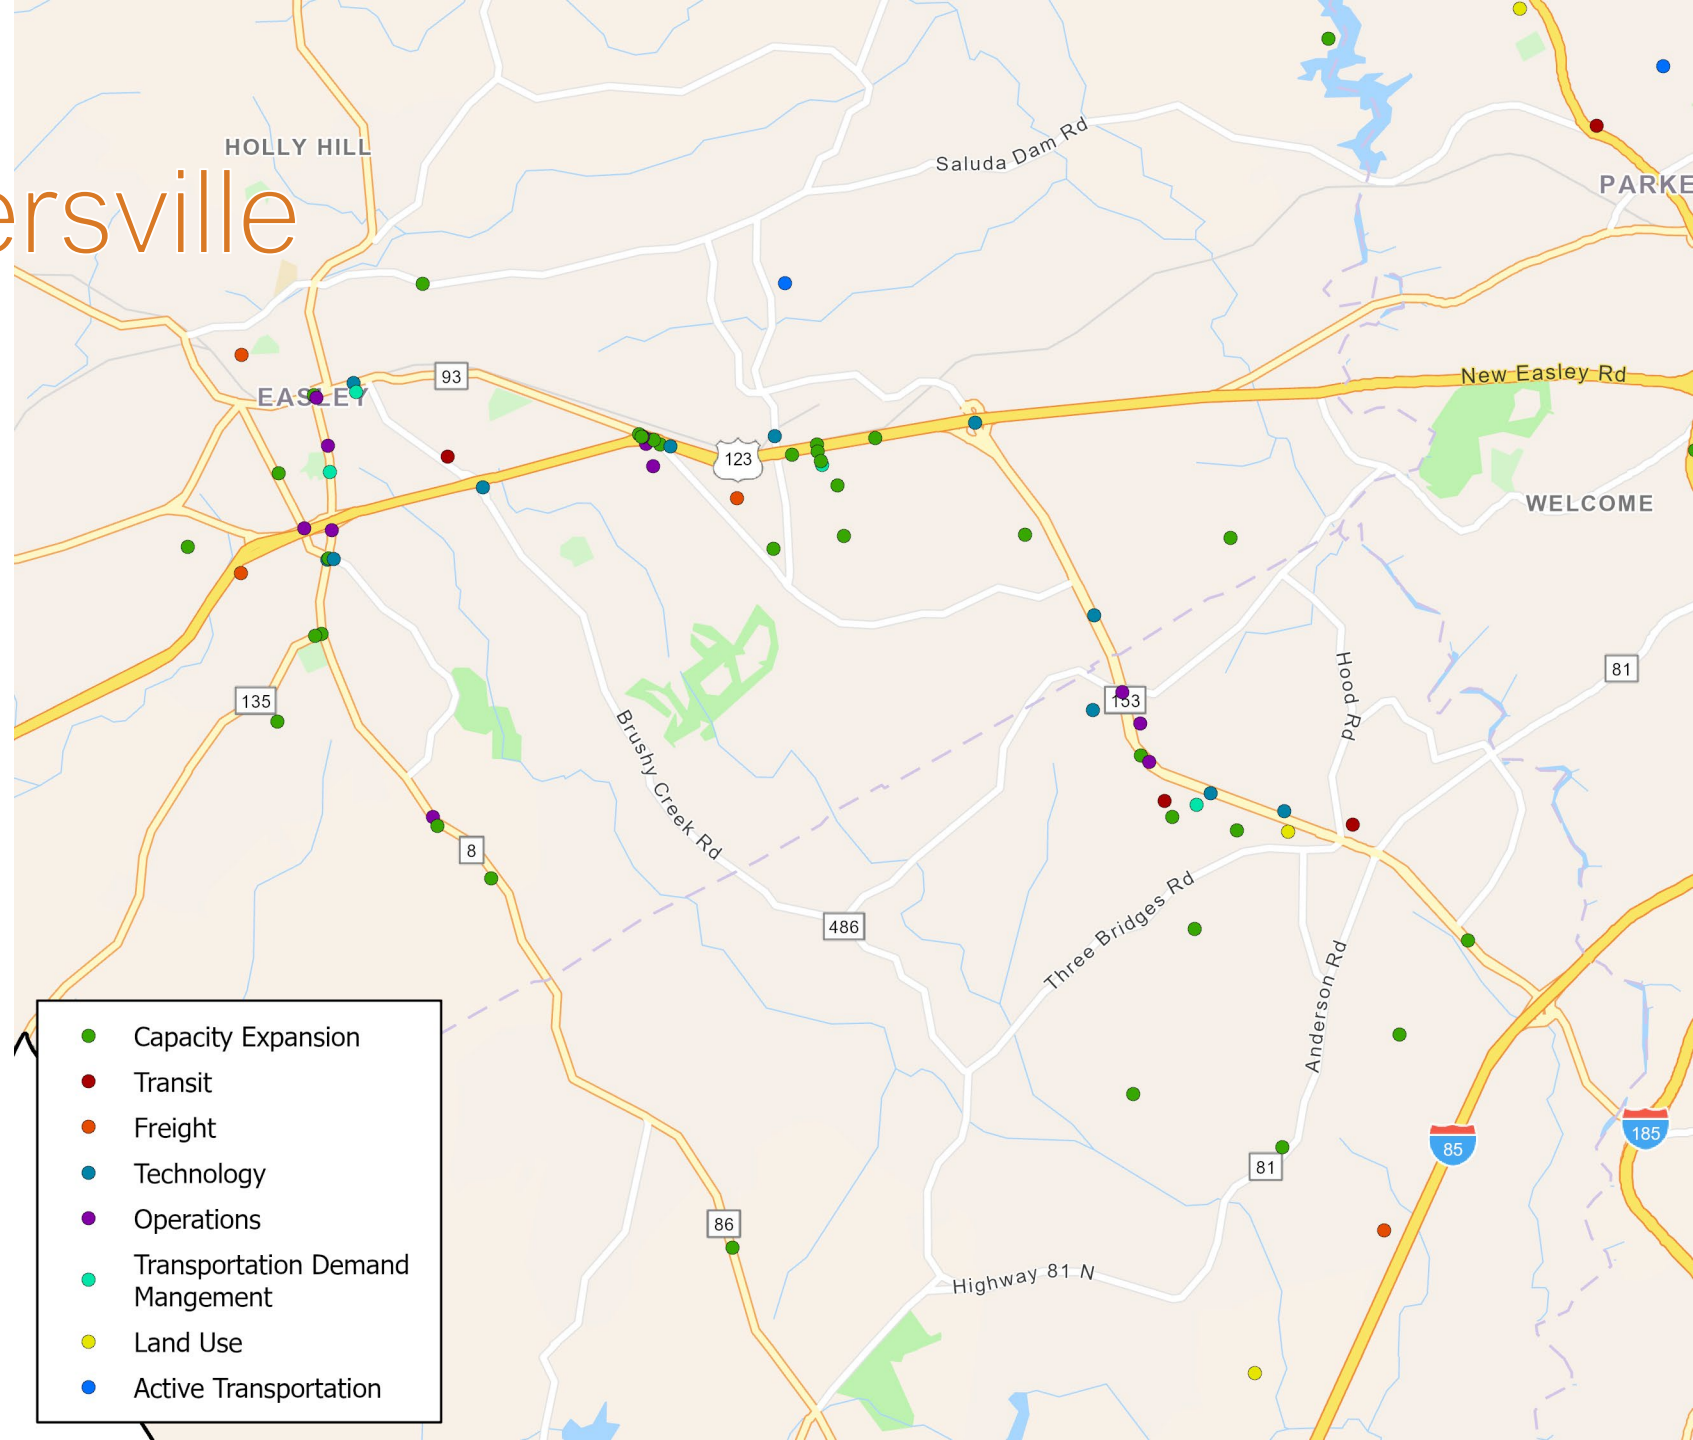 HOLLY HILL
Saluda Dam Rd
PARKE
ersville
93
EASLEY
New Easley Rd
123
WELCOME
135
153
Hood Rd
81
Brushy Creek Rd
8
486
Three Bridges Rd
Anderson Rd
185
85
81
86
Highway 81 N
Capacity Expansion
Transit
Freight
Technology
Operations
Transportation Demand
Mangement
Land Use
Active Transportation